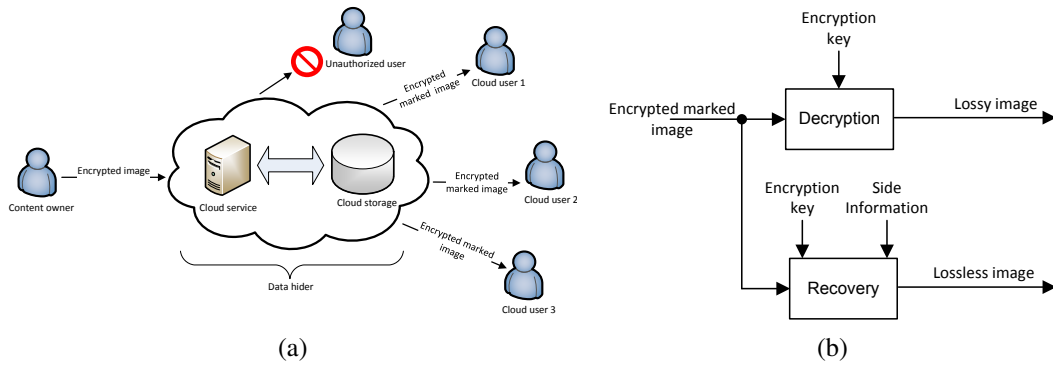 Unauthorized user
Encrypted
marked image
Cloud user 1
Encrypted image
Content owner
Cloud service
Cloud storage
Encrypted
marked image
Cloud user 2
Encrypted marked
image
Cloud user 3
Data hider
(a)
Encryption
key
Encrypted marked
image
Decryption
Lossy image
Encryption
key
Side
Information
Recovery
Lossless image
(b)